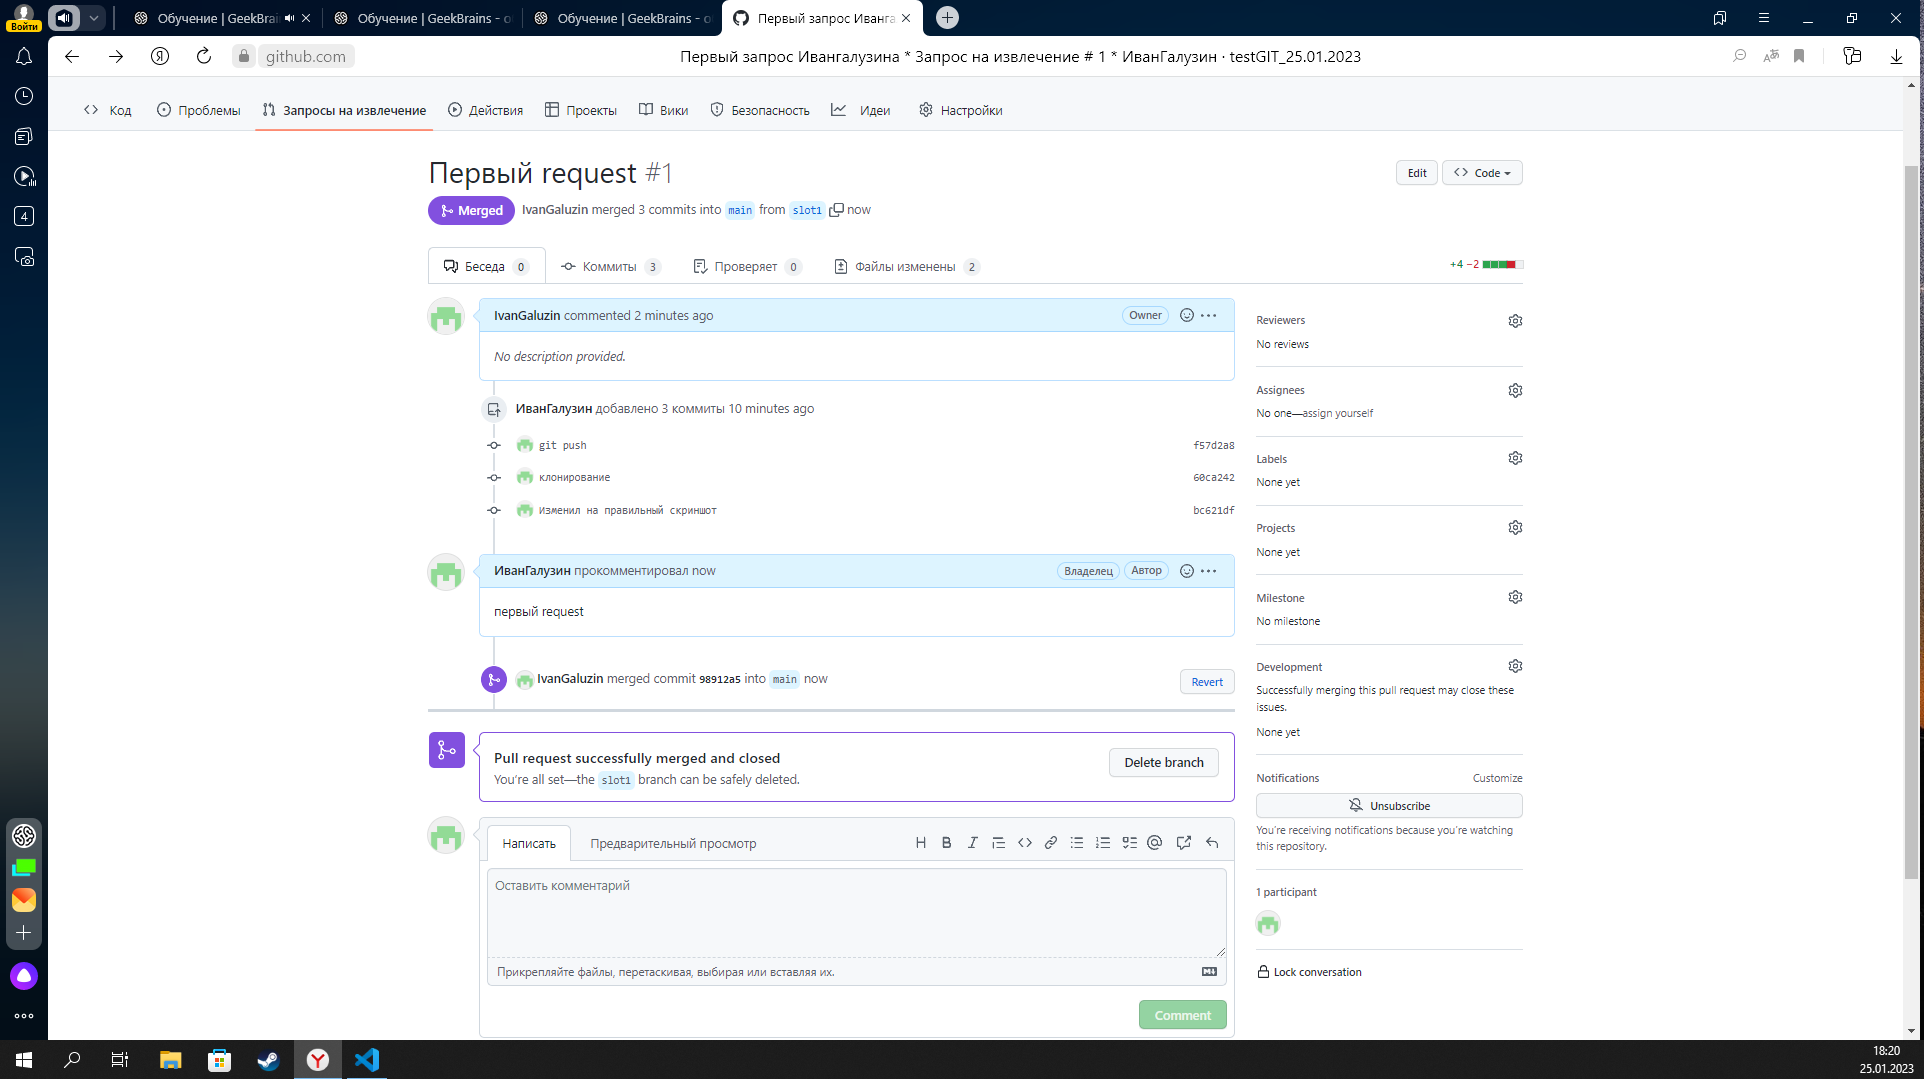 Войти
Обучение | GeekBrai
Обучение | GeekBrains - о
Обучение | GeekBrains - о
Первый запрос Иванга
github.com
Первый запрос Ивангалузина * Запрос на извлечение # 1 * ИванГалузин · testGIT_25.01.2023
Код
Проблемы
Запросы на извлечение
Действия
Проекты
Вики
Безопасность
Идеи
Настройки
Первый request #1
Edit
Code
Merged
IvanGaluzin merged 3 commits into main from slot1 now
Беседа 0
Коммиты 3
Проверяет 0
Файлы изменены 2
+4 −2
IvanGaluzin commented 2 minutes ago
Owner
No description provided.
ИванГалузин добавлено 3 коммиты 10 minutes ago
git push f57d2a8
клонирование 60ca242
Изменил на правильный скриншот bc621df
ИванГалузин прокомментировал now
Владелец
Автор
первый request
IvanGaluzin merged commit 98912a5 into main now
Revert
Pull request successfully merged and closed
You're all set—the slot1 branch can be safely deleted.
Delete branch
Написать
Предварительный просмотр
H B I
Оставить комментарий
Прикрепляйте файлы, перетаскивая, выбирая или вставляя их.
Comment
Reviewers
No reviews
Assignees
No one—assign yourself
Labels
None yet
Projects
None yet
Milestone
No milestone
Development
Successfully merging this pull request may close these
issues.
None yet
Notifications
Customize
Unsubscribe
You're receiving notifications because you're watching
this repository.
1 participant
Lock conversation
4
18:20
25.01.2023